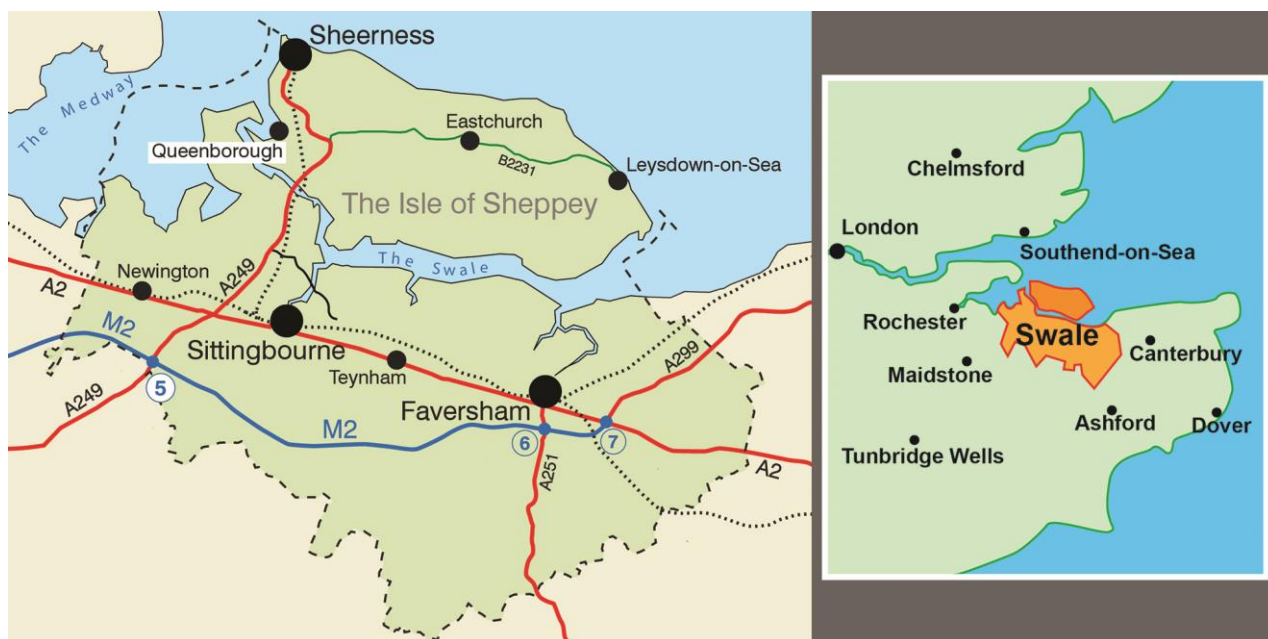 Sheerness
The Medway
Queenborough
Eastchurch
B2231
Leysdown-on-Sea
The Isle of Sheppey
The Swale
Newington
A2
A249
M2
Sittingbourne
Teynham
5
A249
M2
Faversham
A299
6
7
A251
A2
Chelmsford
London
Southend-on-Sea
Rochester
Swale
Canterbury
Maidstone
Ashford
Dover
Tunbridge Wells